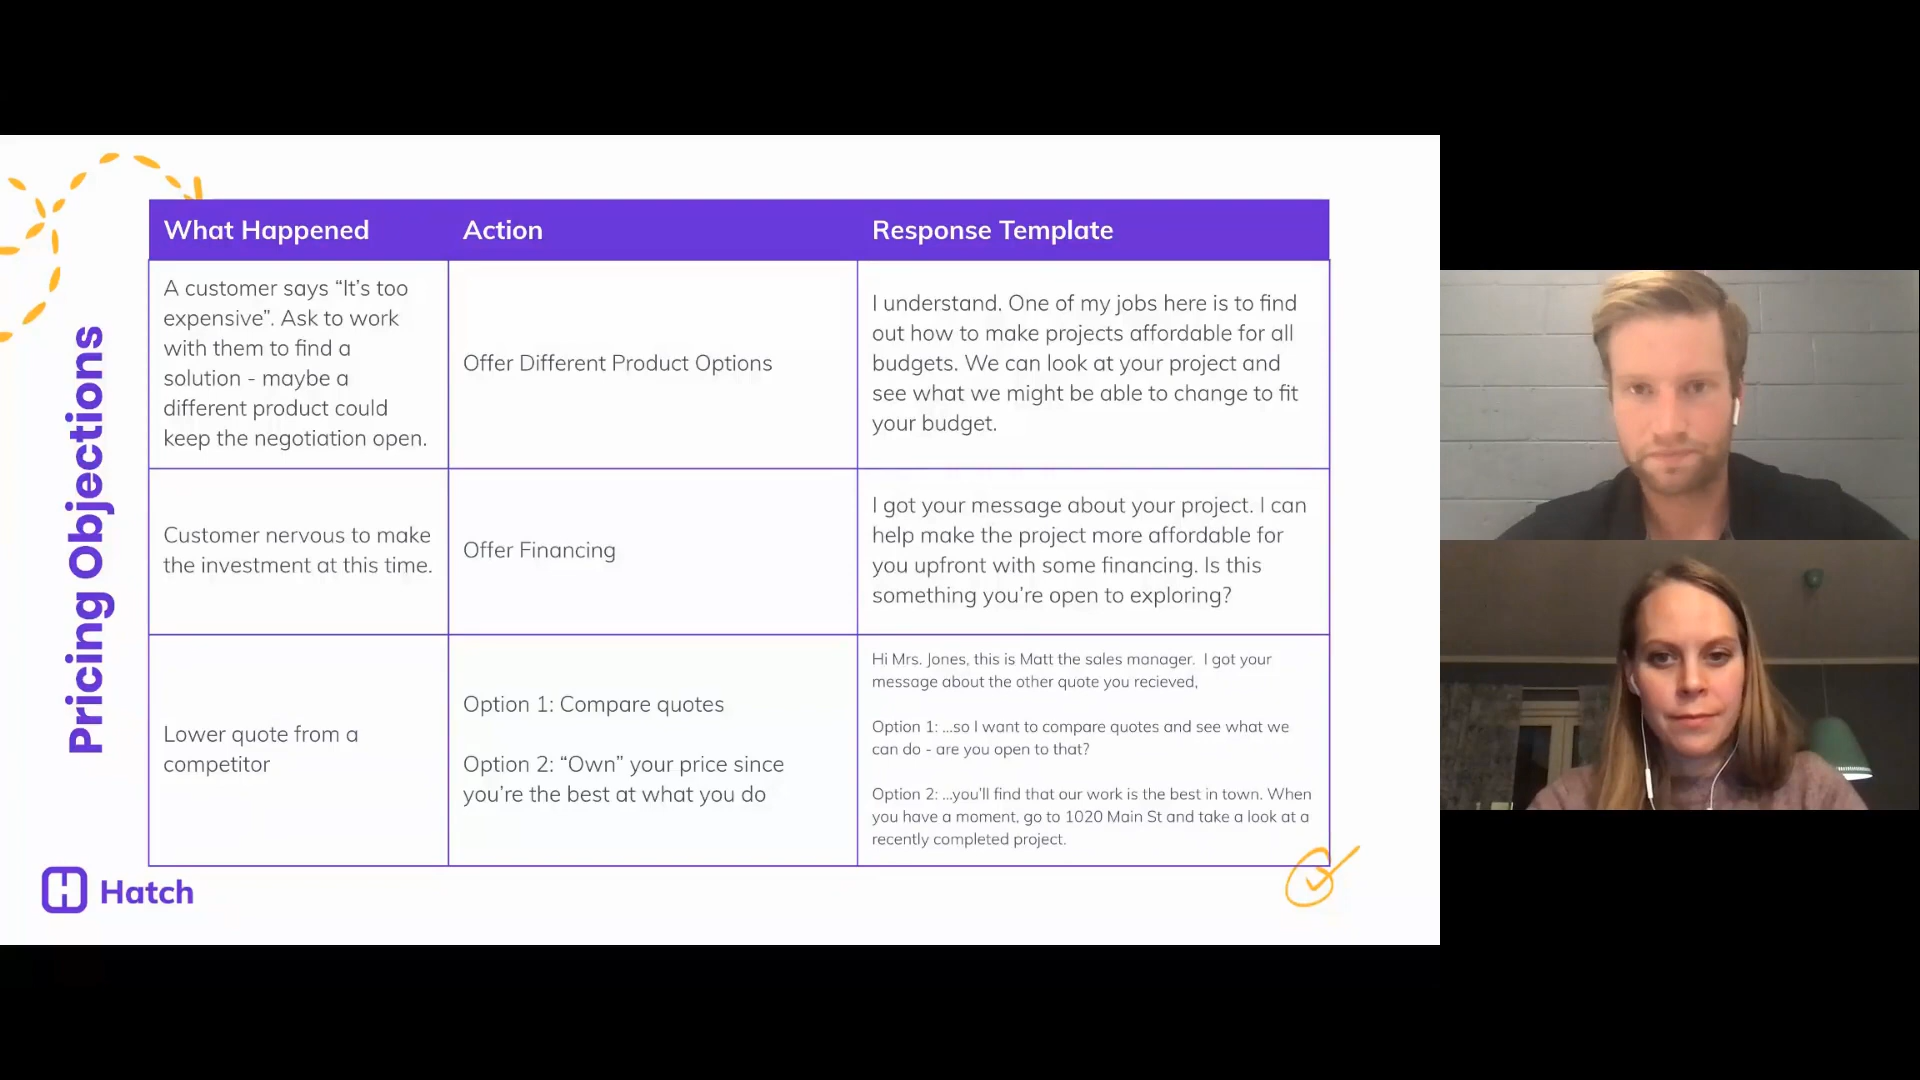 Pricing Objections
What Happened
Action
Response Template
A customer says “It’s too
expensive”. Ask to work
with them to find a
solution - maybe a
different product could
keep the negotiation open.
Offer Different Product Options
I understand. One of my jobs here is to find
out how to make projects affordable for all
budgets. We can look at your project and
see what we might be able to change to fit
your budget.
Customer nervous to make
the investment at this time.
Offer Financing
I got your message about your project. I can
help make the project more affordable for
you upfront with some financing. Is this
something you’re open to exploring?
Lower quote from a
competitor
Option 1: Compare quotes
Option 2: “Own” your price since
you’re the best at what you do
Hi Mrs. Jones, this is Matt the sales manager.  I got your
message about the other quote you recieved,
Option 1: ...so I want to compare quotes and see what we
can do - are you open to that?
Option 2: ...you’ll find that our work is the best in town. When
you have a moment, go to 1020 Main St and take a look at a
recently completed project.
Hatch